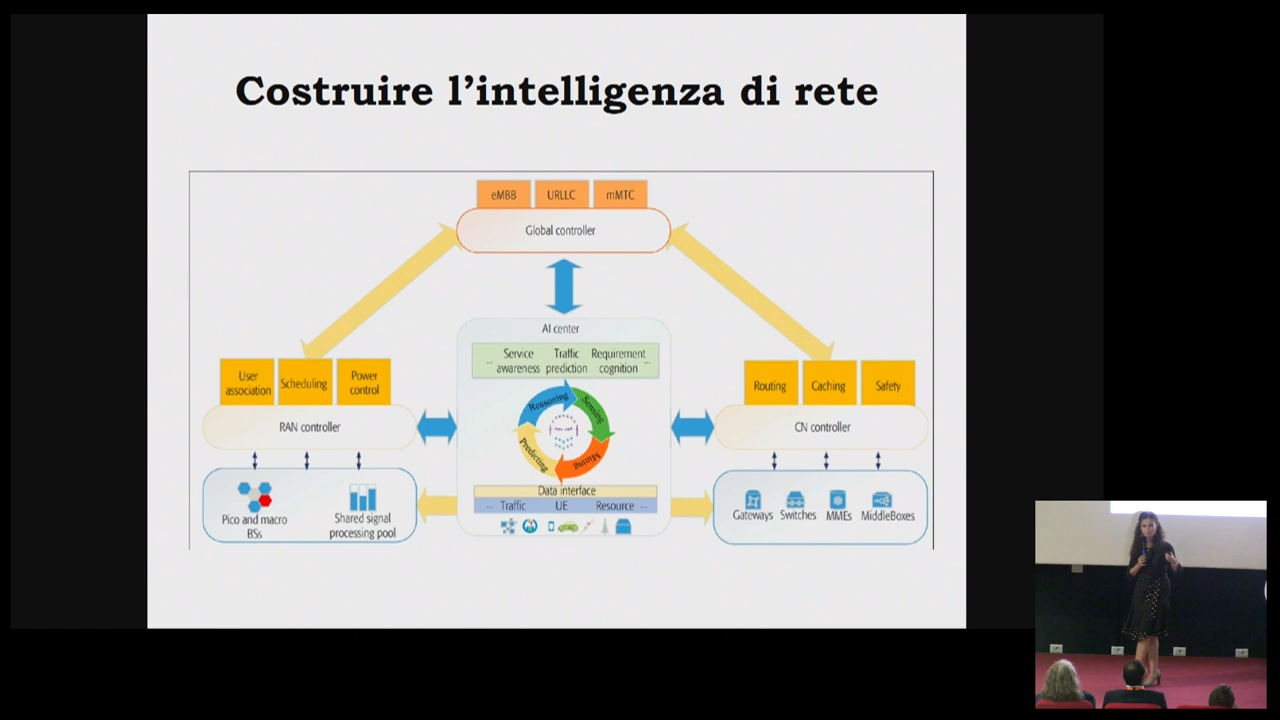 Costruire l'intelligenza di rete
eMBB
URLLC
mMTC
Global controller
AI center
... Service awareness
Traffic prediction
Requirement cognition ...
User association
Scheduling
Power control
RAN controller
Reasoning
Sensing
Mining
Predicting
Routing
Caching
Safety
CN controller
Data interface
... Traffic
UE
Resource ...
Pico and macro
BSs
Shared signal
processing pool
Gateways
Switches
MMEs
MiddleBoxes